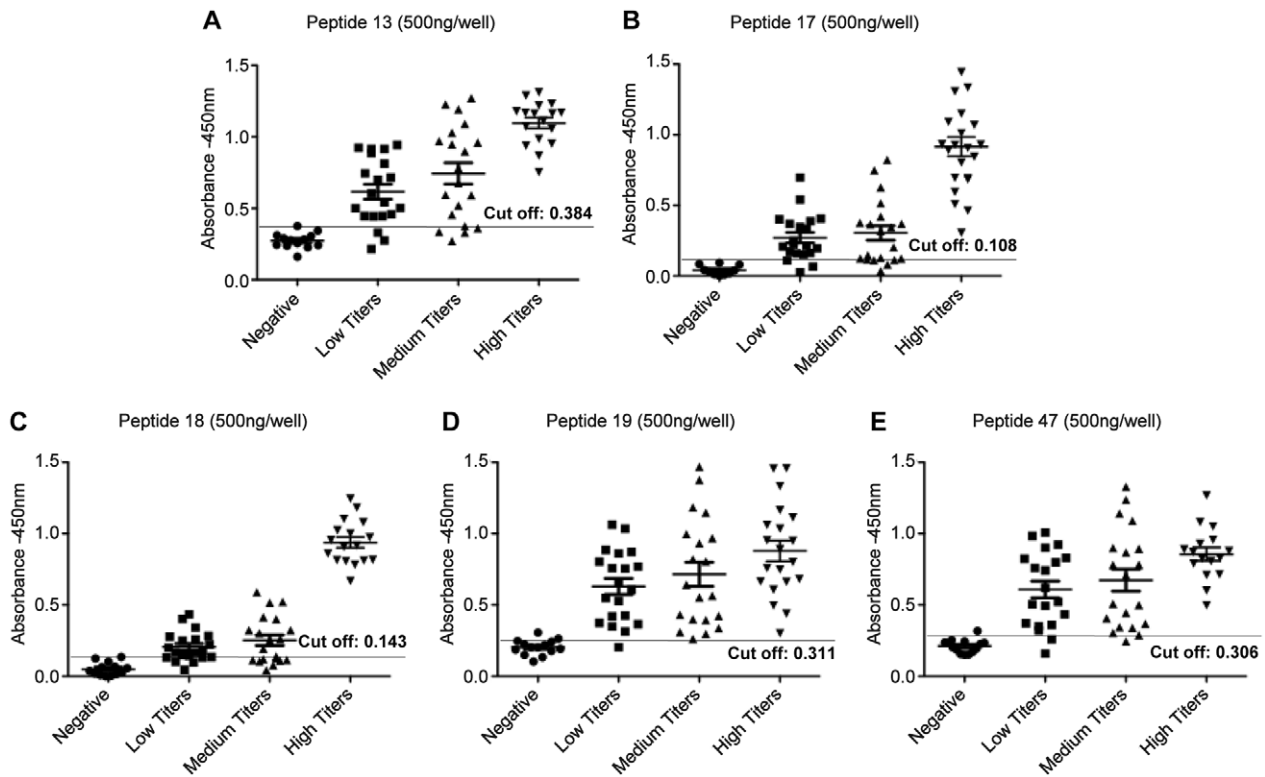 A
Peptide 13 (500ng/well)
Absorbance -450nm
1.5
1.0
0.5
0.0
Cut off: 0.384
Negative
Low Titers
Medium Titers
High Titers
B
Peptide 17 (500ng/well)
Absorbance -450nm
1.5
1.0
0.5
0.0
Cut off: 0.108
Negative
Low Titers
Medium Titers
High Titers
C
Peptide 18 (500ng/well)
Absorbance -450nm
1.5
1.0
0.5
0.0
Cut off: 0.143
Negative
Low Titers
Medium Titers
High Titers
D
Peptide 19 (500ng/well)
Absorbance -450nm
1.5
1.0
0.5
0.0
Cut off: 0.311
Negative
Low Titers
Medium Titers
High Titers
E
Peptide 47 (500ng/well)
Absorbance -450nm
1.5
1.0
0.5
0.0
Cut off: 0.306
Negative
Low Titers
Medium Titers
High Titers